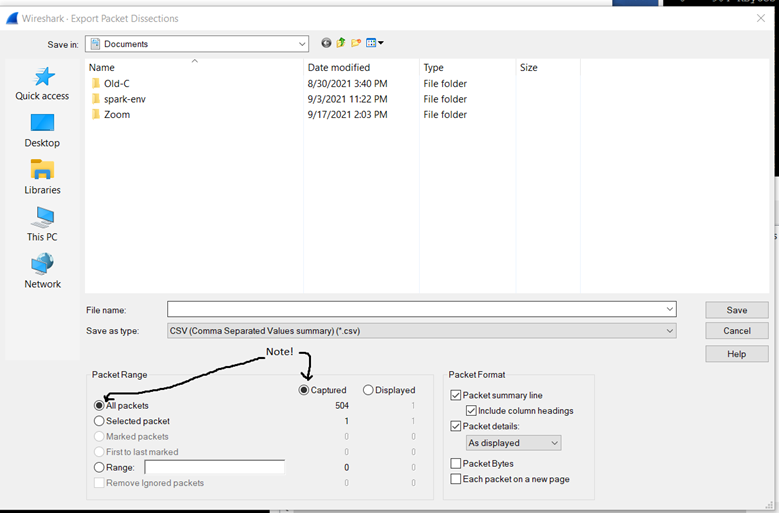 Wireshark - Export Packet Dissections
Save in: Documents
Name Date modified Type Size
Old-C 8/30/2021 3:40 PM File folder
spark-env 9/3/2021 11:22 PM File folder
Zoom 9/17/2021 2:03 PM File folder
Quick access
Desktop
Libraries
This PC
Network
File name: Save
Save as type: CSV (Comma Separated Values summary) (*.csv) Cancel
Help
Note!
Packet Range
Captured Displayed
All packets 504 1
Selected packet 1 1
Marked packets 0 0
First to last marked 0 0
Range: 0 0
Remove Ignored packets 0 0
Packet Format
Packet summary line
Include column headings
Packet details:
As displayed
Packet Bytes
Each packet on a new page